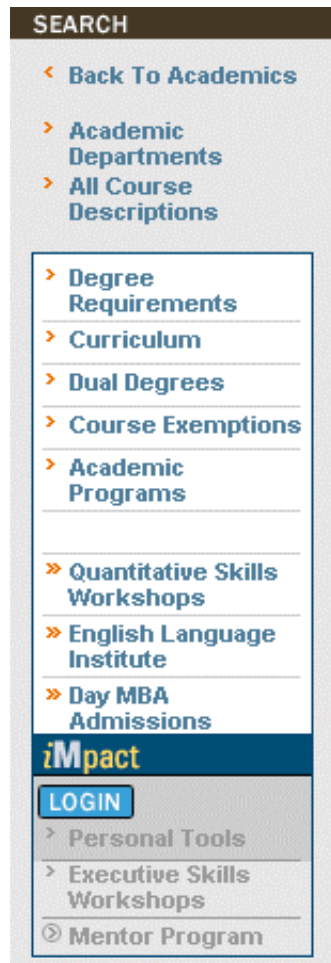 SEARCH
Back To Academics
Academic
Departments
All Course
Descriptions
Degree
Requirements
Curriculum
Dual Degrees
Course Exemptions
Academic
Programs
Quantitative Skills
Workshops
English Language
Institute
Day MBA
Admissions
iMpact
LOGIN
Personal Tools
Executive Skills
Workshops
Mentor Program